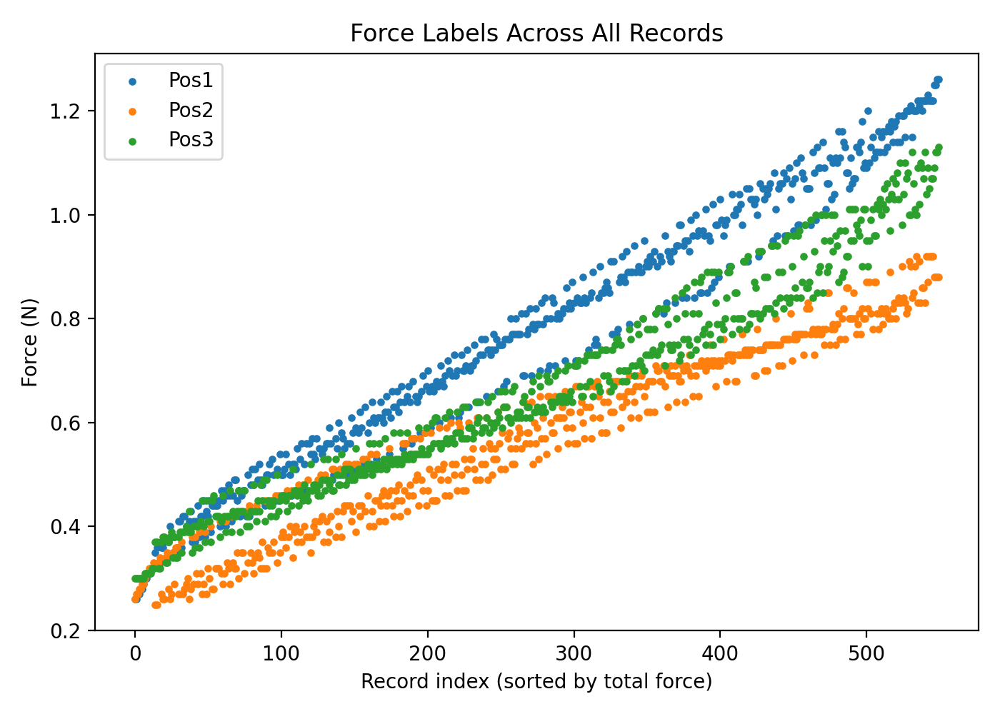 Force Labels Across All Records
Pos1
Pos2
Pos3
Force (N)
1.2
1.0
0.8
0.6
0.4
0.2
0 100 200 300 400 500
Record index (sorted by total force)